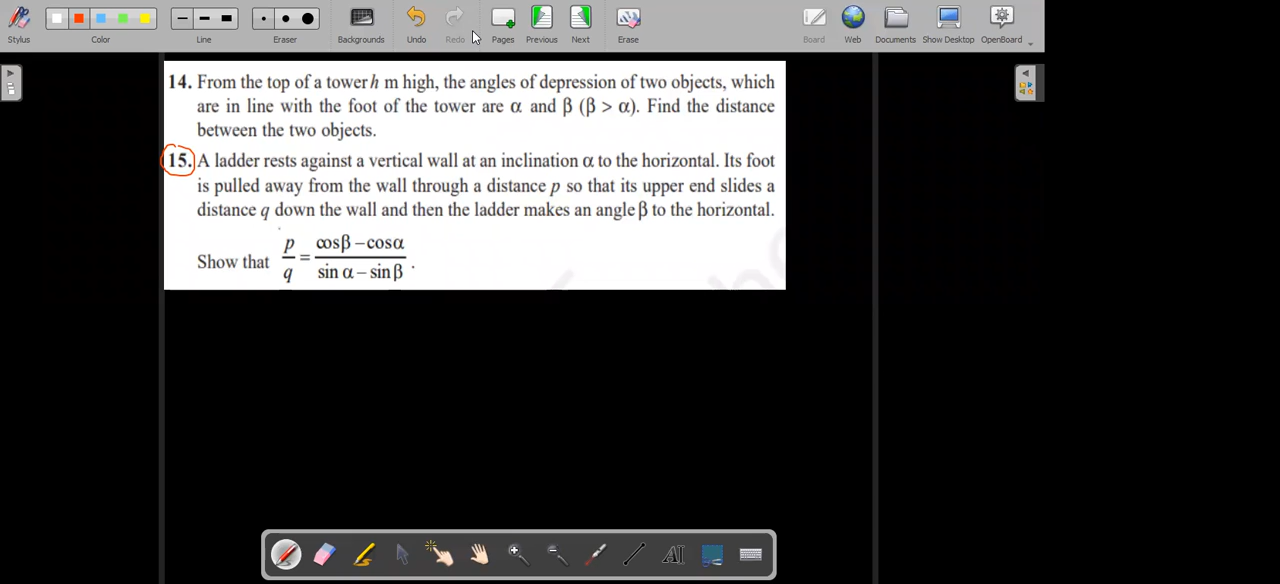 Stylus Color Line Eraser Backgrounds Undo Redo Pages Previous Next Erase Board Web Documents Show Desktop OpenBoard
14. From the top of a tower h m high, the angles of depression of two objects, which
are in line with the foot of the tower are α and β (β > α). Find the distance
between the two objects.
15. A ladder rests against a vertical wall at an inclination α to the horizontal. Its foot
is pulled away from the wall through a distance p so that its upper end slides a
distance q down the wall and then the ladder makes an angle β to the horizontal.
Show that p/q = (cosβ – cosα)/(sin α – sin β) .
AI